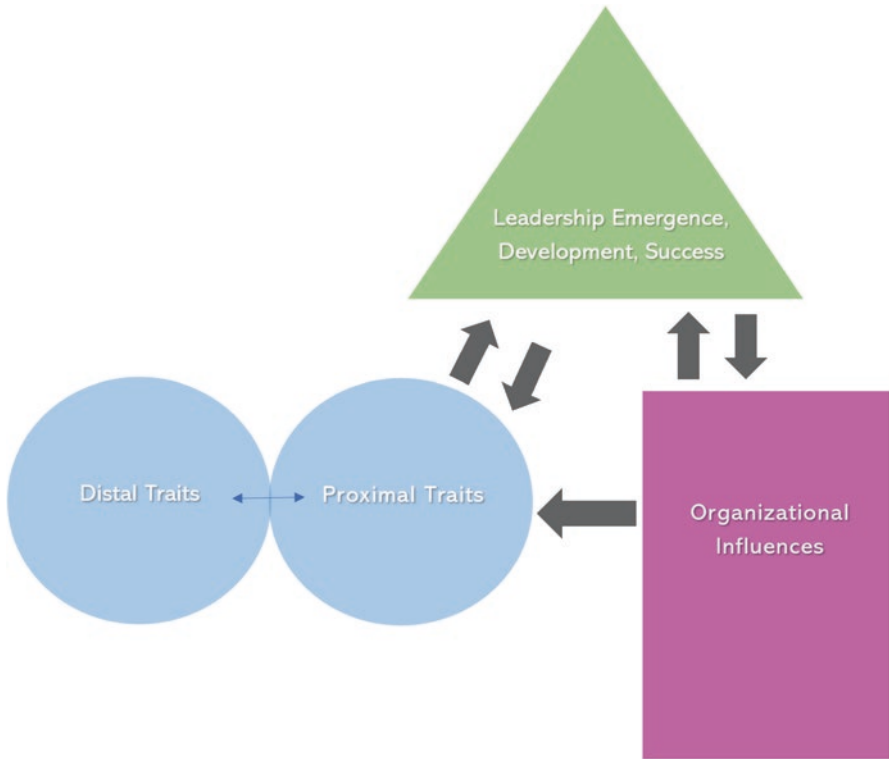 Leadership Emergence,
Development, Success
Distal Traits
Proximal Traits
Organizational
Influences